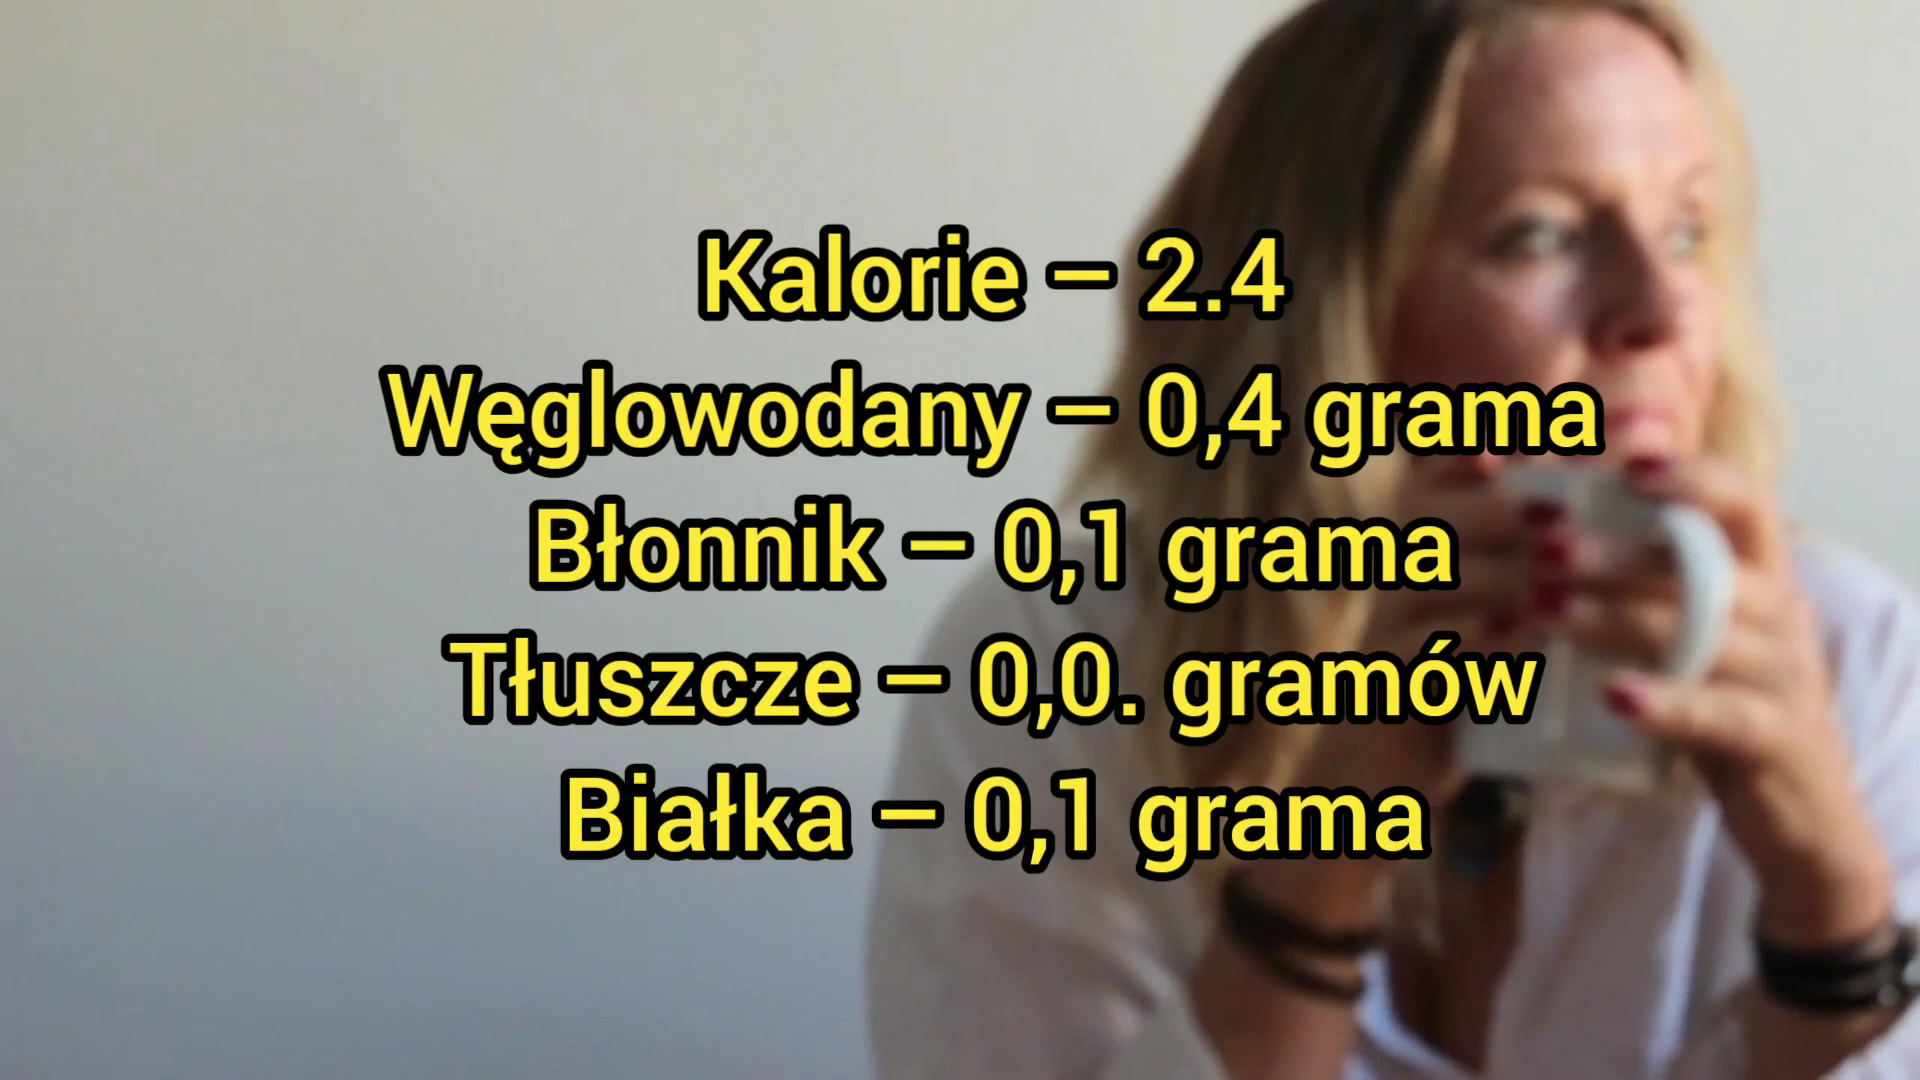 Kalorie – 2.4
Węglowodany – 0,4 grama
Błonnik – 0,1 grama
Tłuszcze – 0,0. gramów
Białka – 0,1 grama